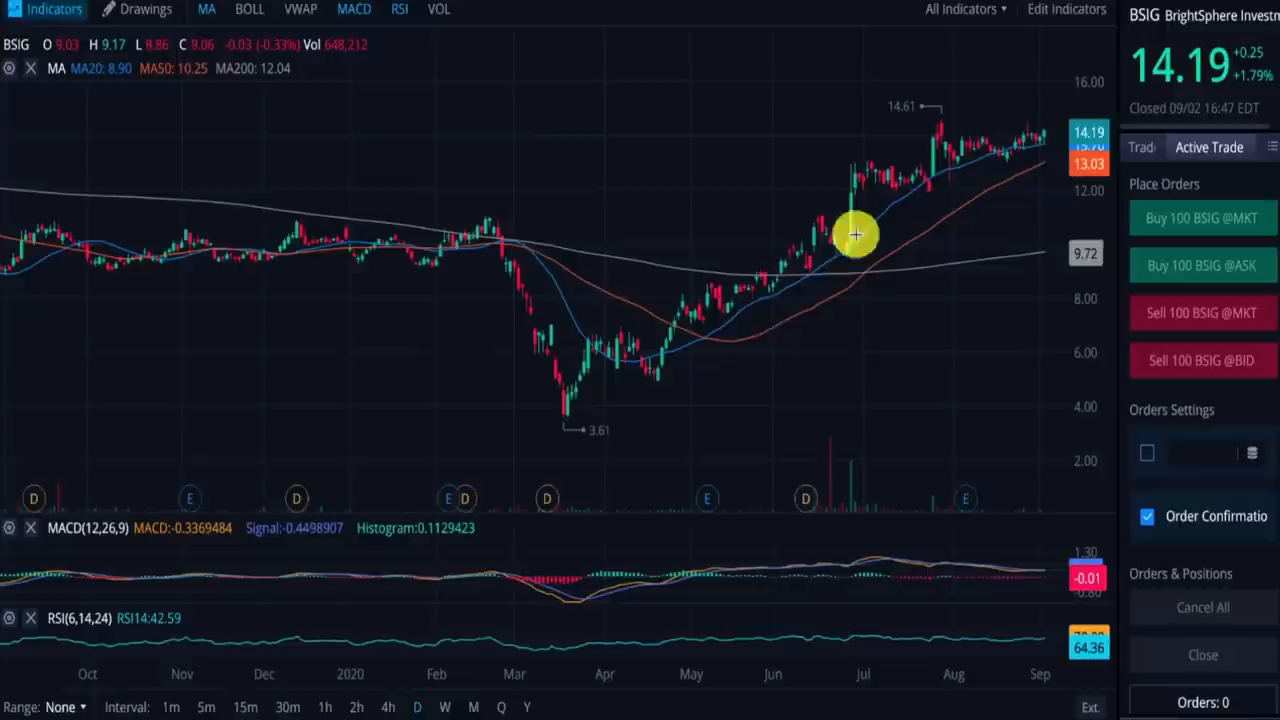 Indicators Drawings MA BOLL VWAP MACD RSI VOL All Indicators Edit Indicators
BSIG BrightSphere Investm
BSIG O 9.03 H 9.17 L 8.86 C 9.06 -0.03 (-0.33%) Vol 648,212
MA MA20: 8.90 MA50: 10.25 MA200: 12.04
14.19 +0.25
+1.79%
Closed 09/02 16:47 EDT
Active Trade
Place Orders
Buy 100 BSIG @MKT
Buy 100 BSIG @ASK
Sell 100 BSIG @MKT
Sell 100 BSIG @BID
Orders Settings
Order Confirmatio
Orders & Positions
Cancel All
Close
Orders: 0
16.00
14.61
14.19
13.03
12.00
9.72
8.00
6.00
4.00
3.61
2.00
D E D E D D E D E
MACD(12,26,9) MACD:-0.3369484 Signal:-0.4498907 Histogram:0.1129423
1.30
-0.01
RSI(6,14,24) RSI14:42.59
64.36
Oct Nov Dec 2020 Feb Mar Apr May Jun Jul Aug Sep
Range: None Interval: 1m 5m 15m 30m 1h 2h 4h D W M Q Y Ext.